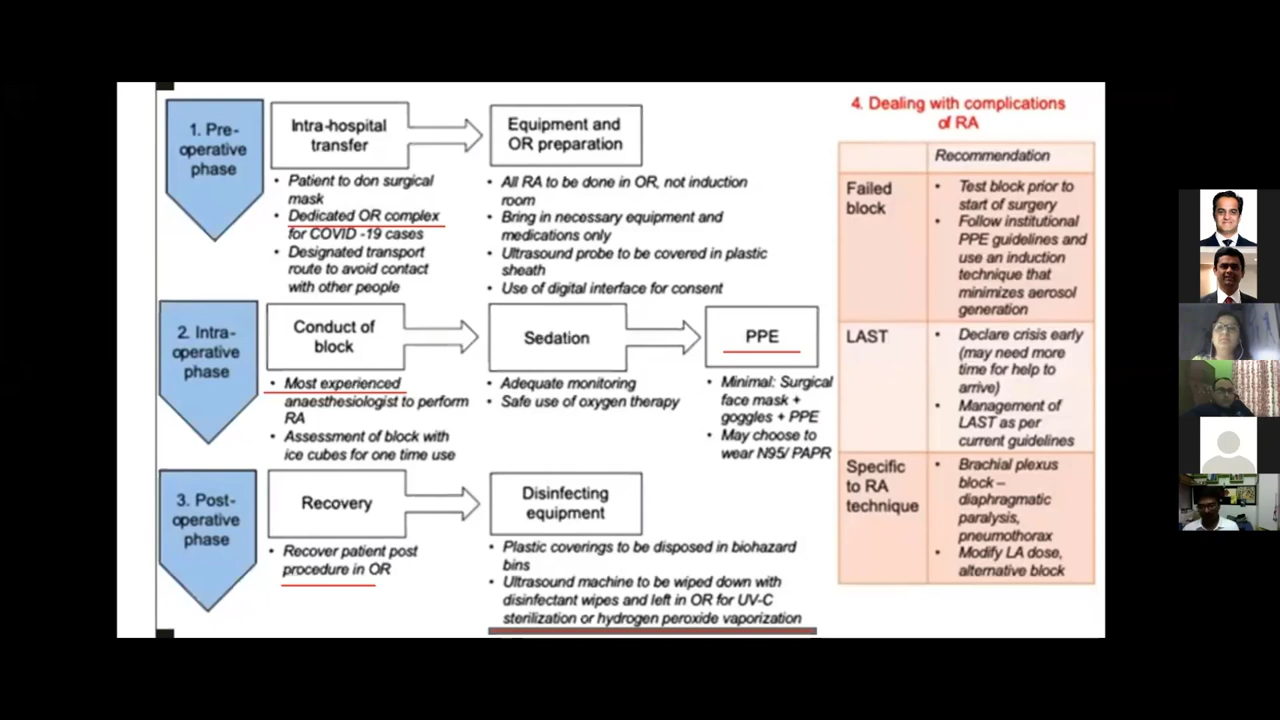 1. Pre-
operative
phase
Intra-hospital
transfer
Equipment and
OR preparation
• Patient to don surgical
mask
• Dedicated OR complex
for COVID -19 cases
• Designated transport
route to avoid contact
with other people
• All RA to be done in OR, not induction
room
• Bring in necessary equipment and
medications only
• Ultrasound probe to be covered in plastic
sheath
• Use of digital interface for consent
2. Intra-
operative
phase
Conduct of
block
Sedation
PPE
• Most experienced
anaesthesiologist to perform
RA
• Assessment of block with
ice cubes for one time use
• Adequate monitoring
• Safe use of oxygen therapy
• Minimal: Surgical
face mask +
goggles + PPE
• May choose to
wear N95/ PAPR
3. Post-
operative
phase
Recovery
Disinfecting
equipment
• Recover patient post
procedure in OR
• Plastic coverings to be disposed in biohazard
bins
• Ultrasound machine to be wiped down with
disinfectant wipes and left in OR for UV-C
sterilization or hydrogen peroxide vaporization
4. Dealing with complications
of RA
Recommendation
Failed
block
• Test block prior to
start of surgery
• Follow institutional
PPE guidelines and
use an induction
technique that
minimizes aerosol
generation
LAST
• Declare crisis early
(may need more
time for help to
arrive)
• Management of
LAST as per
current guidelines
Specific
to RA
technique
• Brachial plexus
block –
diaphragmatic
paralysis,
pneumothorax
• Modify LA dose,
alternative block